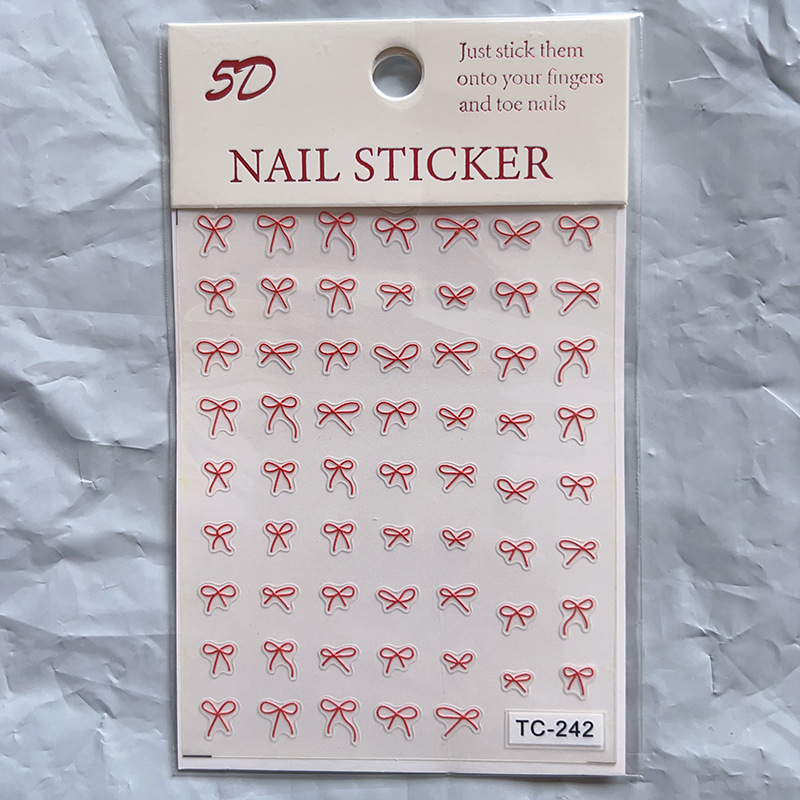 5D
Just stick them
onto your fingers
and toe nails
NAIL STICKER
TC-242